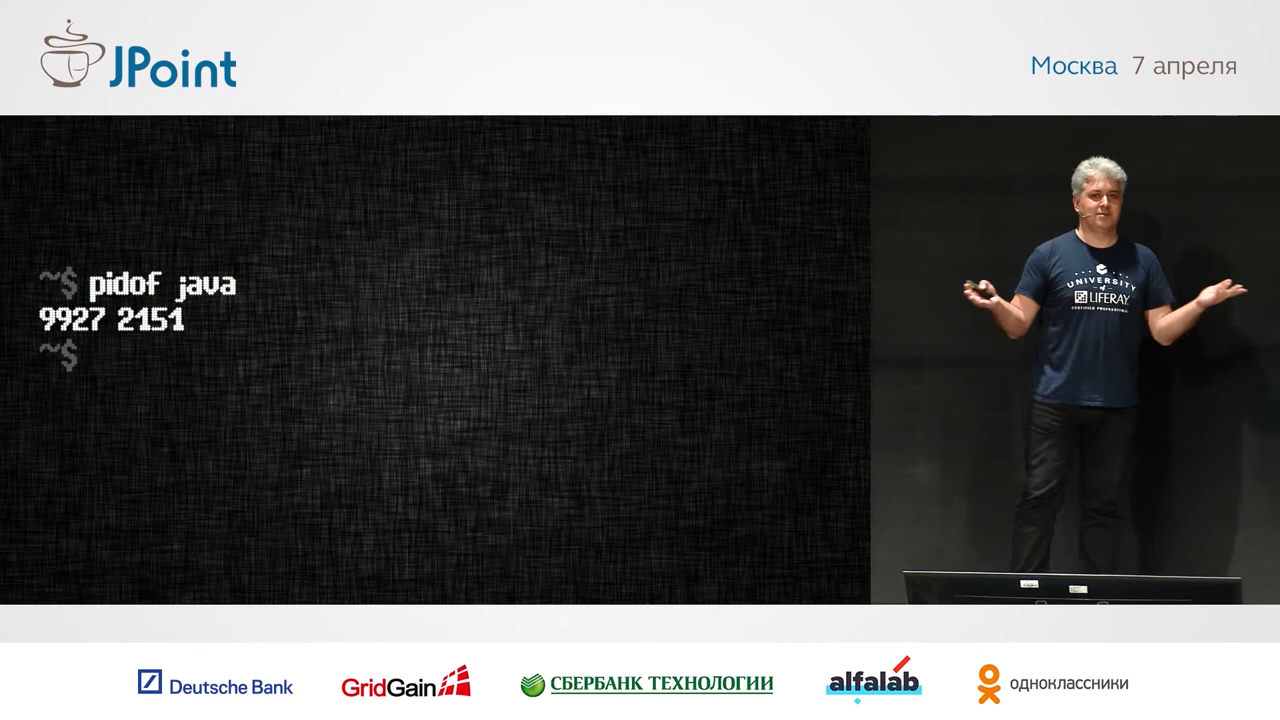 JPoint
Москва 7 апреля
~$ pidof java
9927 2151
~$
UNIVERSITY
of
LIFERAY
CERTIFIED PROFESSIONAL
Deutsche Bank
GridGain
СБЕРБАНК ТЕХНОЛОГИИ
alfalab
одноклассники